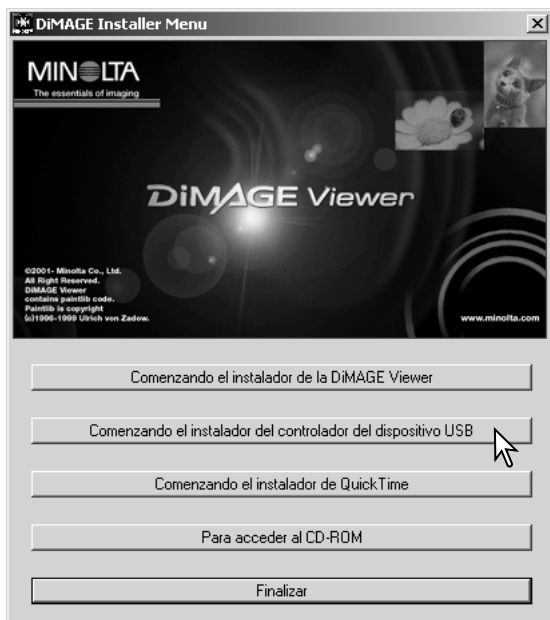 DiMAGE Installer Menu
MINOLTA
The essentials of imaging
DiMAGE Viewer
©2001- Minolta Co., Ltd.
All Right Reserved.
DiMAGE Viewer
contains paintlib code.
Paintlib is copyright
(c)1996-1999 Ulrich von Zadow.
www.minolta.com
Comenzando el instalador de la DiMAGE Viewer
Comenzando el instalador del controlador del dispositivo USB
Comenzando el instalador de QuickTime
Para acceder al CD-ROM
Finalizar